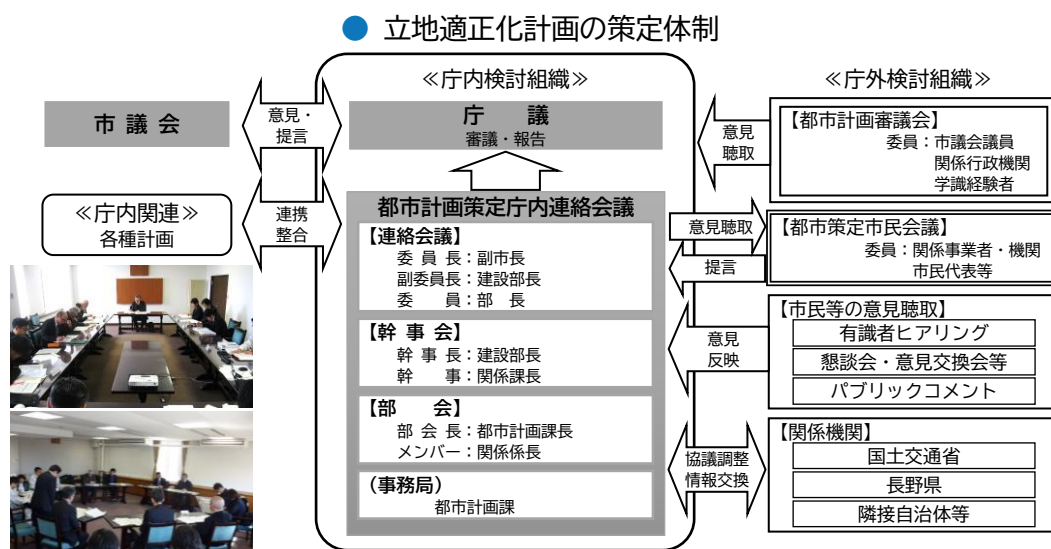 ● 立地適正化計画の策定体制
≪庁内検討組織≫
≪庁外検討組織≫
市 議 会
意見・
提言
庁　議
審議・報告
意見
聴取
【都市計画審議会】
委員：市議会議員
関係行政機関
学識経験者
≪庁内関連≫
各種計画
連携
整合
都市計画策定庁内連絡会議
【連絡会議】
委 員 長：副市長
副委員長：建設部長
委　　員：部　長
意見聴取
提言
【都市策定市民会議】
委員：関係事業者・機関
市民代表等
【幹 事 会】
幹 事 長：建設部長
幹　　事：関係課長
意見
反映
【市民等の意見聴取】
有識者ヒアリング
懇談会・意見交換会等
パブリックコメント
【部　　会】
部 会 長：都市計画課長
メンバー：関係係長
（事務局）
都市計画課
協議調整
情報交換
【関係機関】
国土交通省
長野県
隣接自治体等